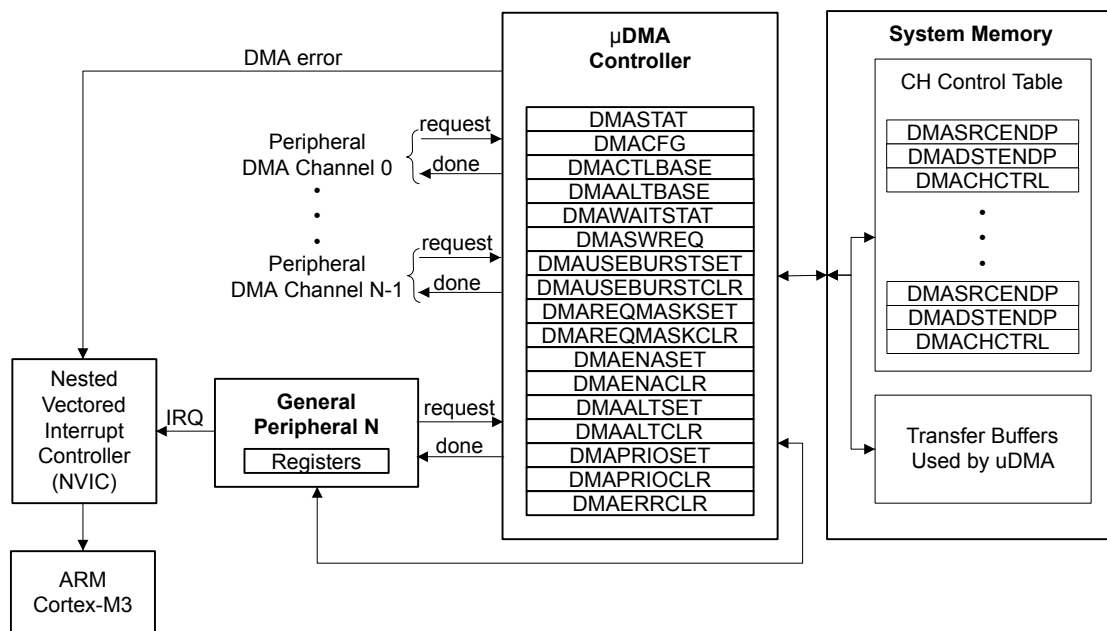 DMA error
request
Peripheral
DMA Channel 0
done
•
•
•
request
Peripheral
DMA Channel N-1
done
Nested
Vectored
Interrupt
Controller
(NVIC)
IRQ
General
Peripheral N
Registers
request
done
ARM
Cortex-M3
µDMA
Controller
DMASTAT
DMACFG
DMACTLBASE
DMAALTBASE
DMAWAITSTAT
DMASWREQ
DMAUSEBURSTSET
DMAUSEBURSTCLR
DMAREQMASKSET
DMAREQMASKCLR
DMAENASET
DMAENACLR
DMAALTSET
DMAALTCLR
DMAPRIOSET
DMAPRIOCLR
DMAERRCLR
System Memory
CH Control Table
DMASRCENDP
DMADSTENDP
DMACHCTRL
•
•
•
DMASRCENDP
DMADSTENDP
DMACHCTRL
Transfer Buffers
Used by uDMA